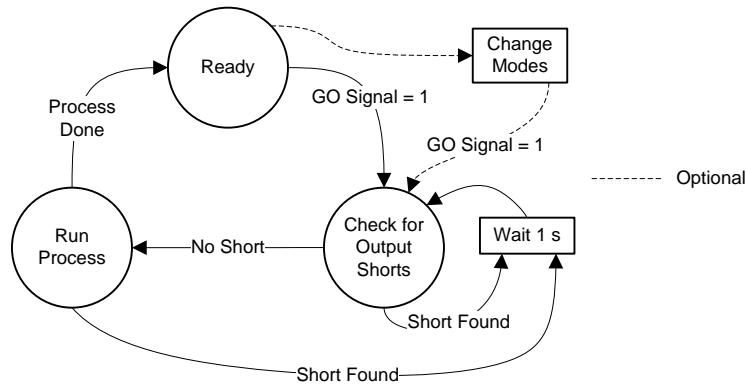 Ready
Change
Modes
GO Signal = 1
Process
Done
GO Signal = 1
Optional
Run
Process
No Short
Check for
Output
Shorts
Wait 1 s
Short Found
Short Found